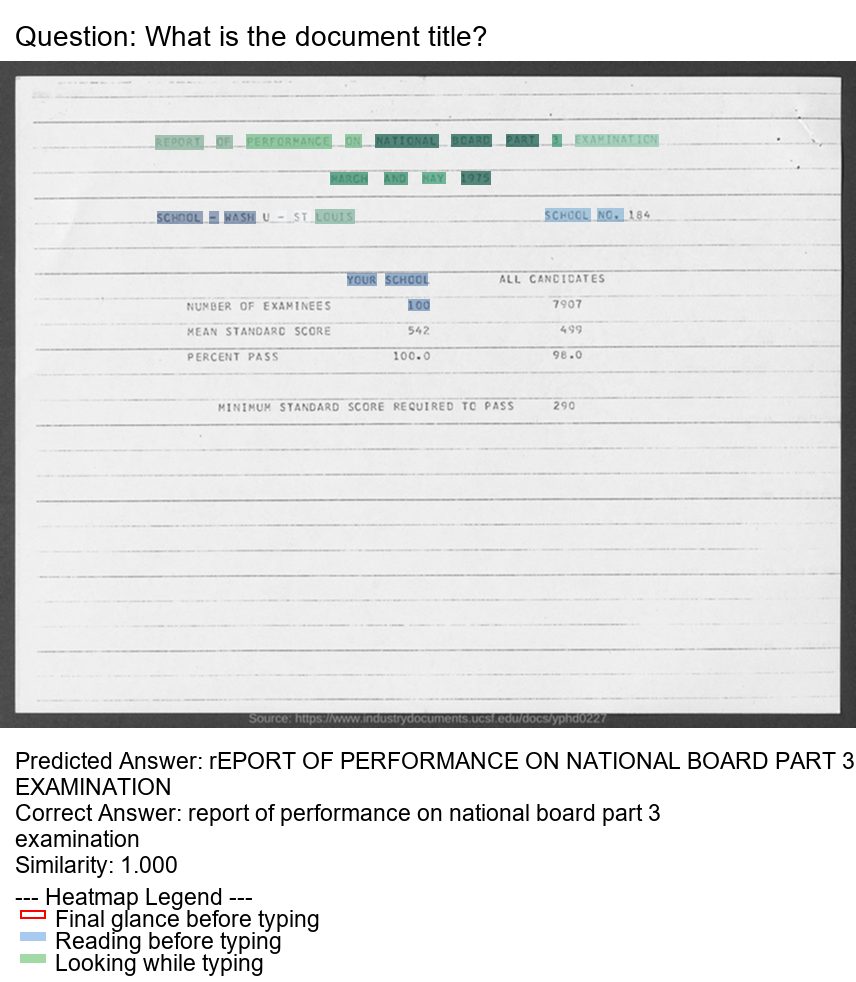 Question: What is the document title?
REPORT OF PERFORMANCE ON NATIONAL BOARD PART 3 EXAMINATION
MARCH AND MAY 1975
SCHOOL - WASH U - ST LOUIS SCHOOL NO. 184
YOUR SCHOOL ALL CANDIDATES
NUMBER OF EXAMINEES 100 7907
MEAN STANDARD SCORE 542 499
PERCENT PASS 100.0 98.0
MINIMUM STANDARD SCORE REQUIRED TO PASS 290
Source: https://www.industrydocuments.ucsf.edu/docs/yphd0227
Predicted Answer: rEPORT OF PERFORMANCE ON NATIONAL BOARD PART 3
EXAMINATION
Correct Answer: report of performance on national board part 3
examination
Similarity: 1.000
--- Heatmap Legend ---
Final glance before typing
Reading before typing
Looking while typing